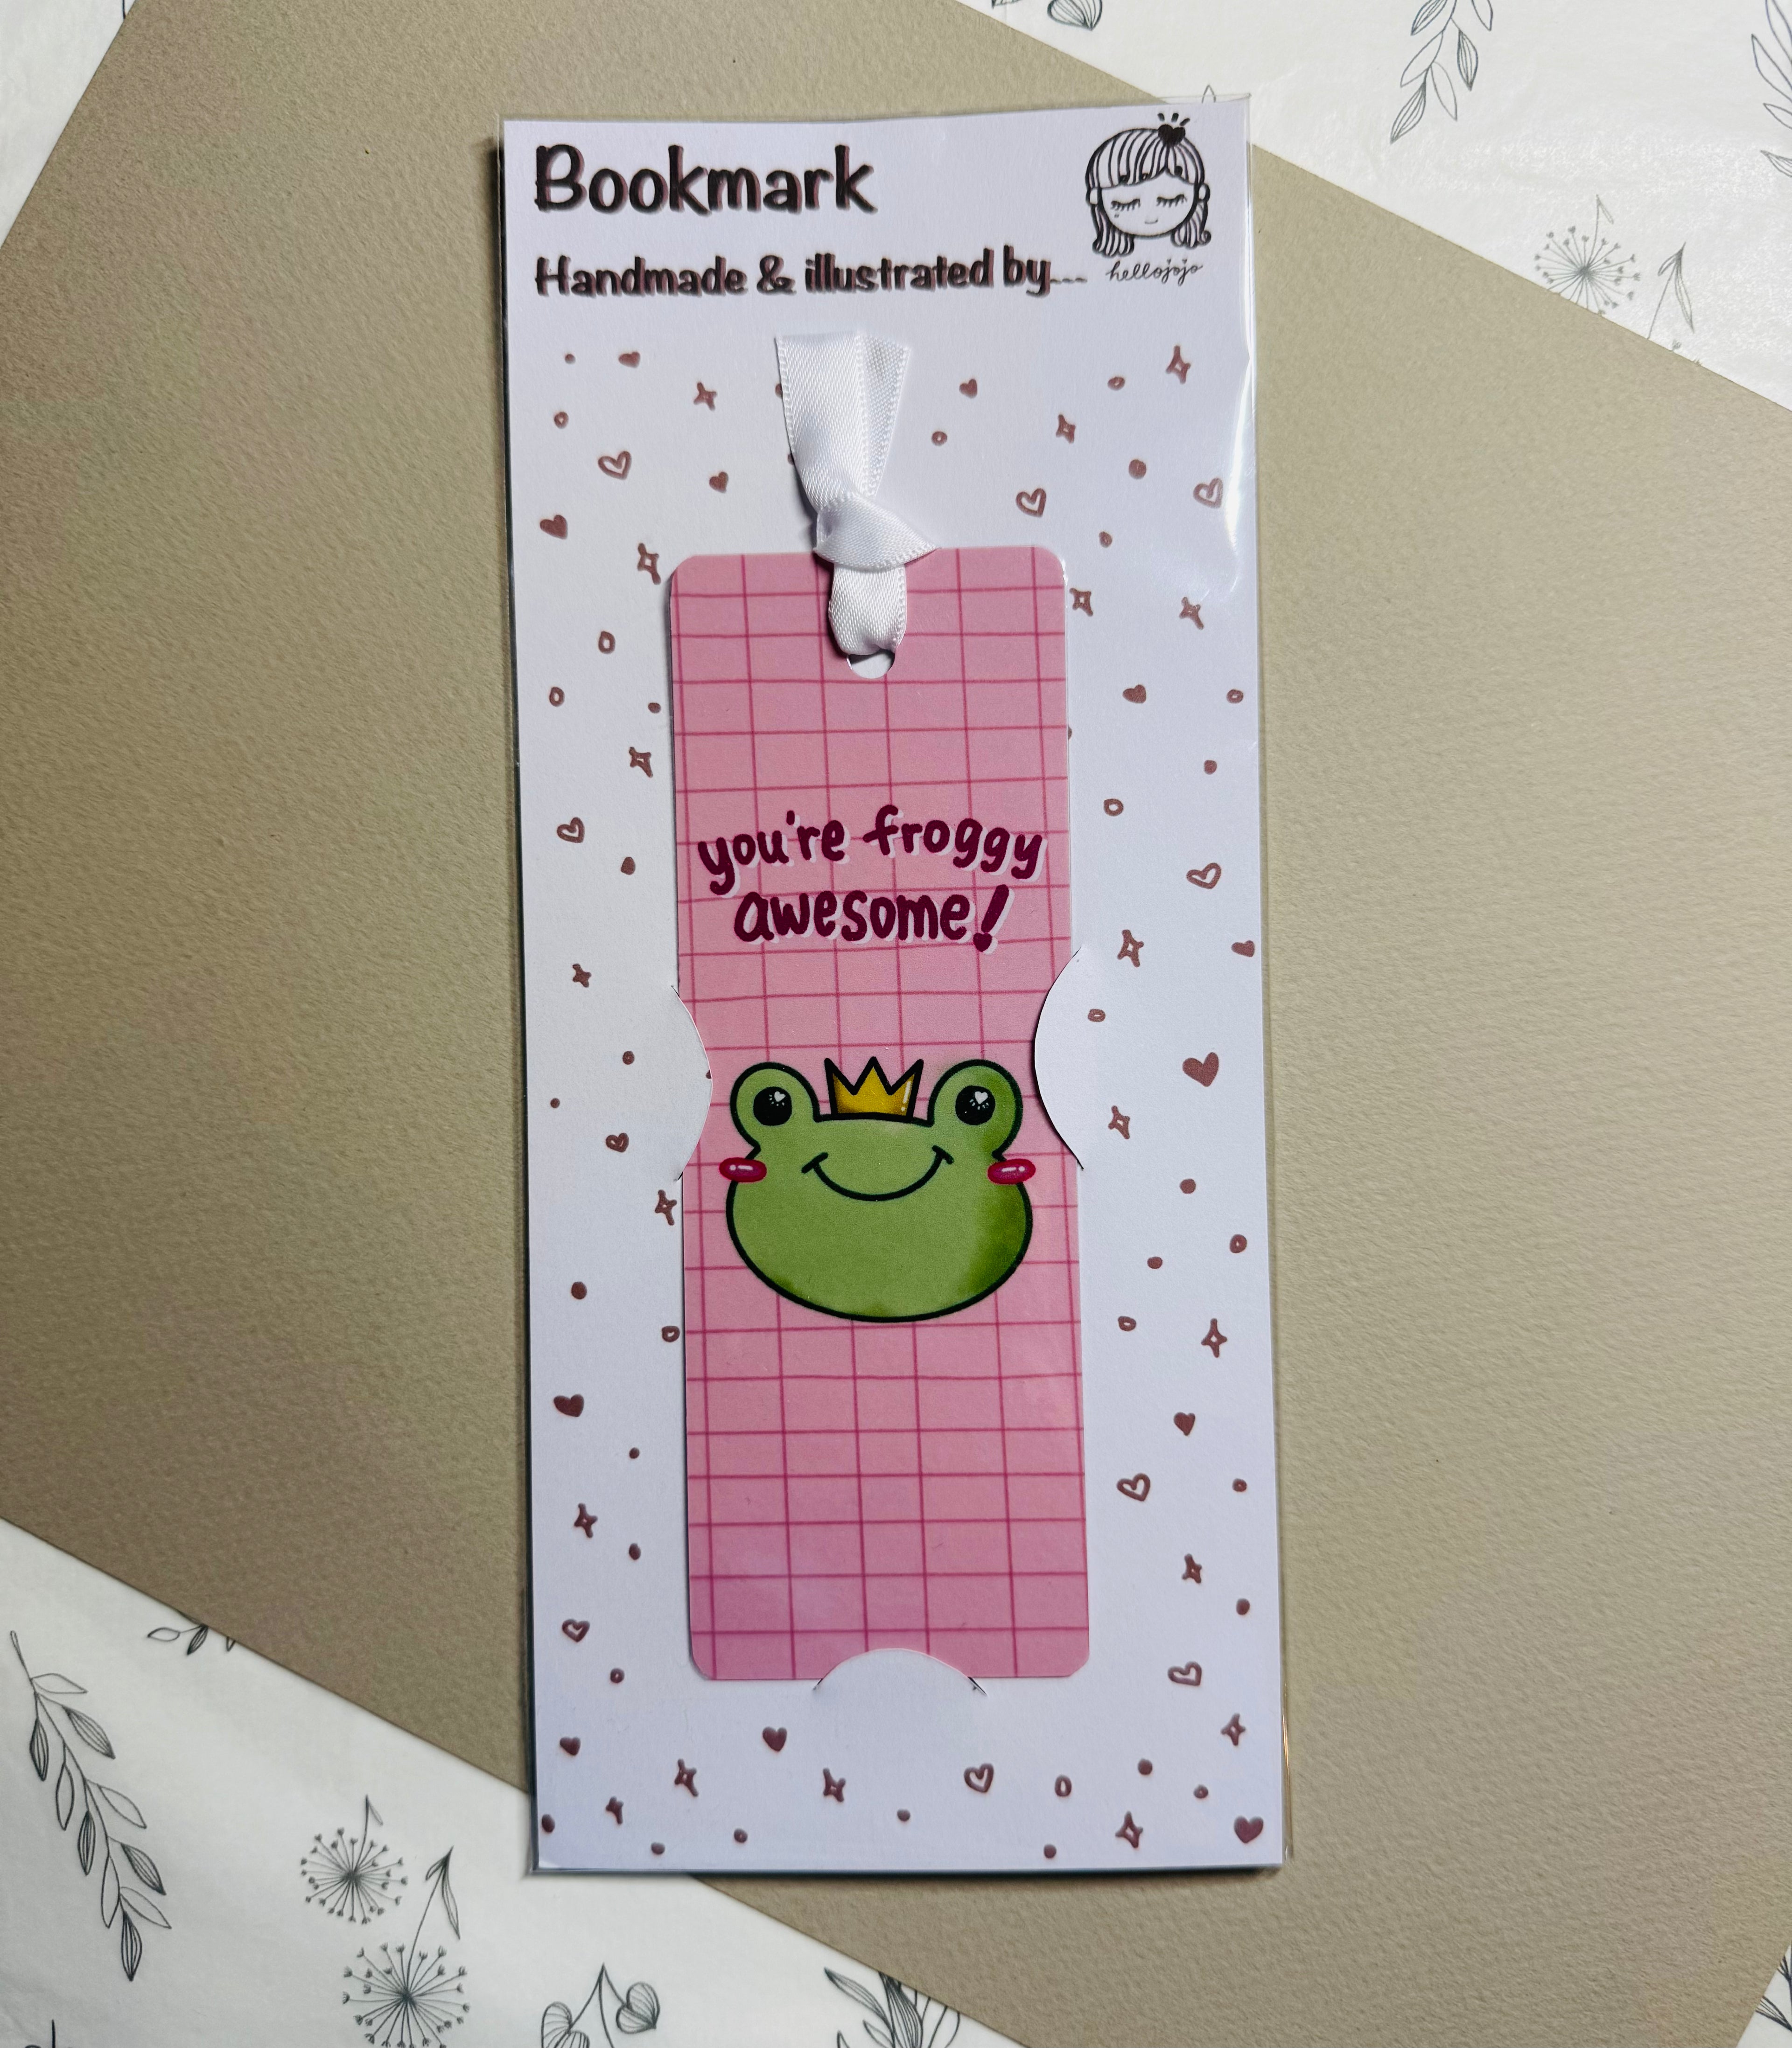 Bookmark
Handmade & illustrated by....
hellojojo
you're froggy
awesome!